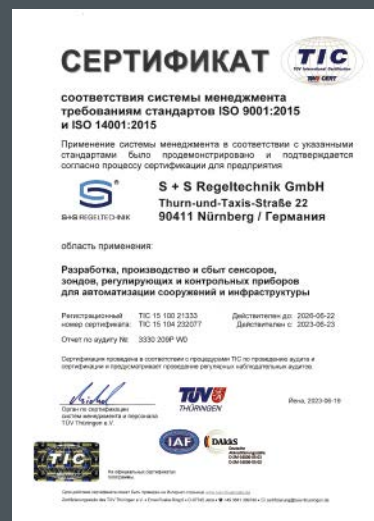 СЕРТИФИКАТ
TIC
TÜV International Certification
TÜV CERT
соответствия системы менеджмента
требованиям стандартов ISO 9001:2015
и ISO 14001:2015
Применение системы менеджмента в соответствии с указанными
стандартами было продемонстрировано и подтверждается
согласно процессу сертификации для предприятия
S+S REGELTECHNIK
S + S Regeltechnik GmbH
Thurn-und-Taxis-Straße 22
90411 Nürnberg / Германия
область применения:
Разработка, производство и сбыт сенсоров,
зондов, регулирующих и контрольных приборов
для автоматизации сооружений и инфраструктуры
Регистрационный TIC 15 100 21333 Действителен до: 2026-06-22
номер сертификата: TIC 15 104 232077 Действителен с: 2023-06-23
Отчет по аудиту № 3330 209P W0
Сертификация проведена в соответствии с процедурами TIC по проведению аудита и
сертификации и предусматривает проведение регулярных наблюдательных аудитов.
Орган по сертификации
систем менеджмента и персонала
TÜV Thüringen e.V.
TÜV
THÜRINGEN
Йена, 2023-06-19
TIC
IAF
DAkkS
Deutsche
Akkreditierungsstelle